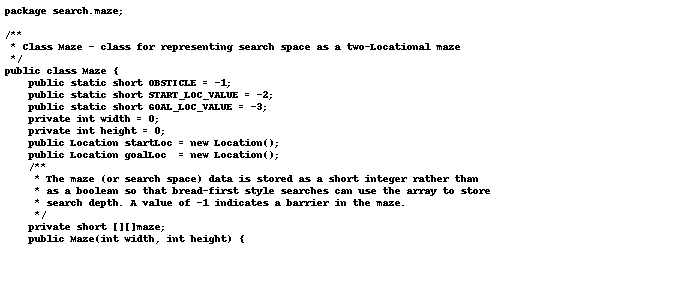 package search.maze;

/**
 * Class Maze - class for representing search space as a two-Locational maze
 */
public class Maze {
    public static short OBSTICLE = -1;
    public static short START_LOC_VALUE = -2;
    public static short GOAL_LOC_VALUE = -3;
    private int width = 0;
    private int height = 0;
    public Location startLoc = new Location();
    public Location goalLoc  = new Location();
    /**
     * The maze (or search space) data is stored as a short integer rather than
     * as a boolean so that bread-first style searches can use the array to store
     * search depth. A value of -1 indicates a barrier in the maze.
     */
    private short [][]maze;
    public Maze(int width, int height) {